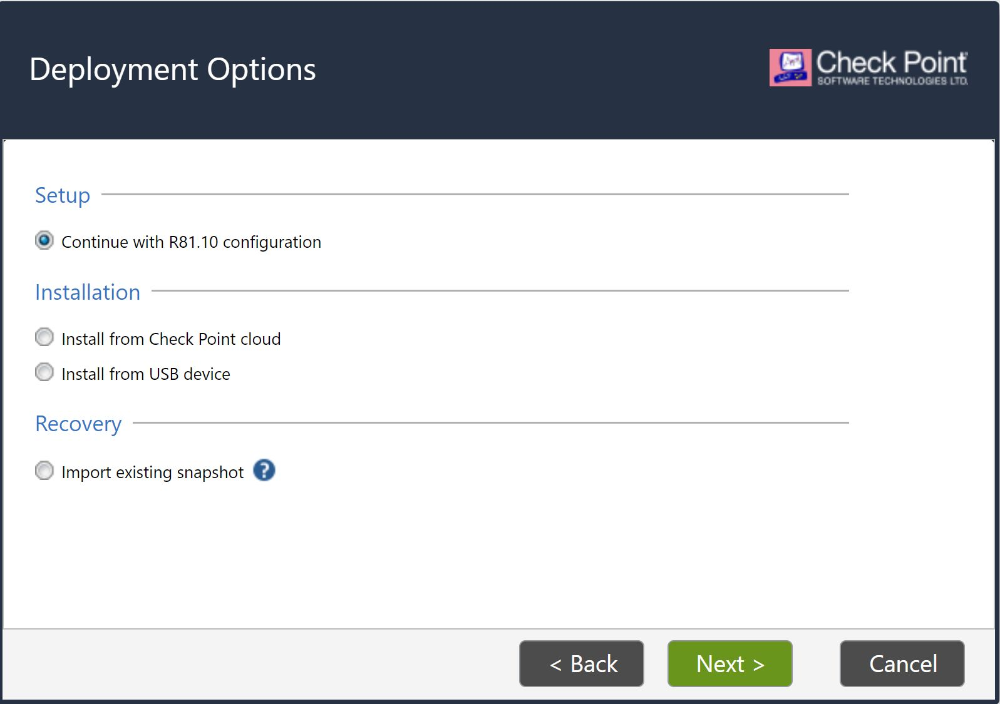 Deployment Options
Check Point
SOFTWARE TECHNOLOGIES LTD.
Setup
Continue with R81.10 configuration
Installation
Install from Check Point cloud
Install from USB device
Recovery
Import existing snapshot ?
< Back
Next >
Cancel